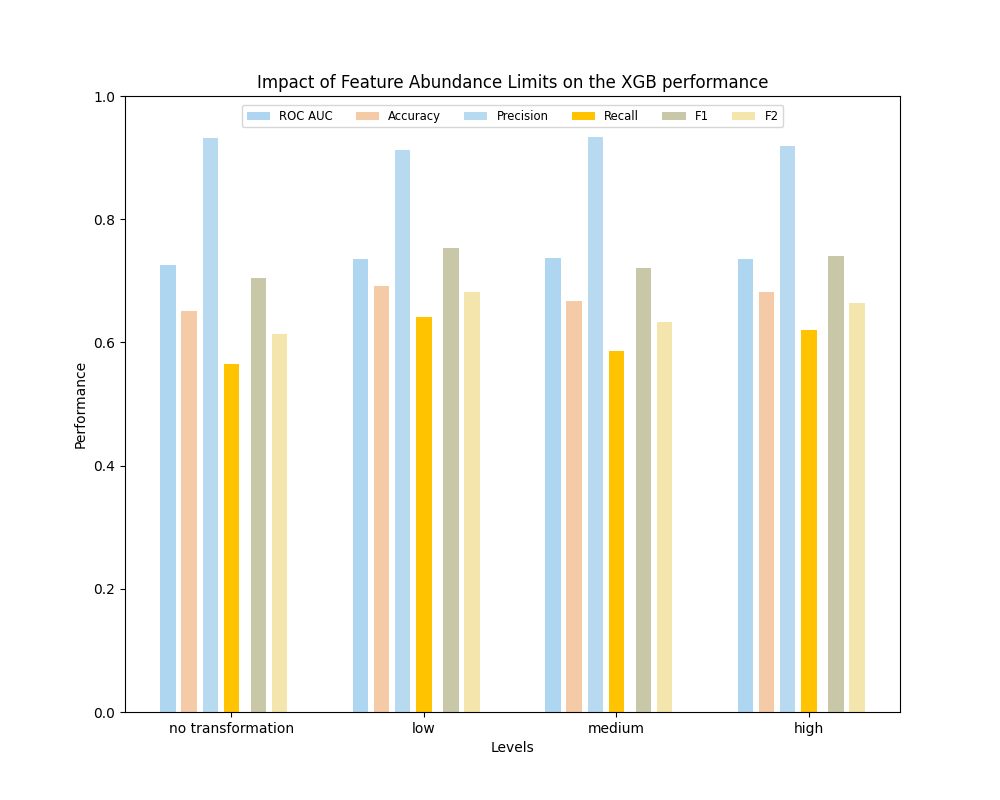 Impact of Feature Abundance Limits on the XGB performance
ROC AUC Accuracy Precision Recall F1 F2
1.0
0.8
0.6
0.4
0.2
0.0
Performance
no transformation low medium high
Levels